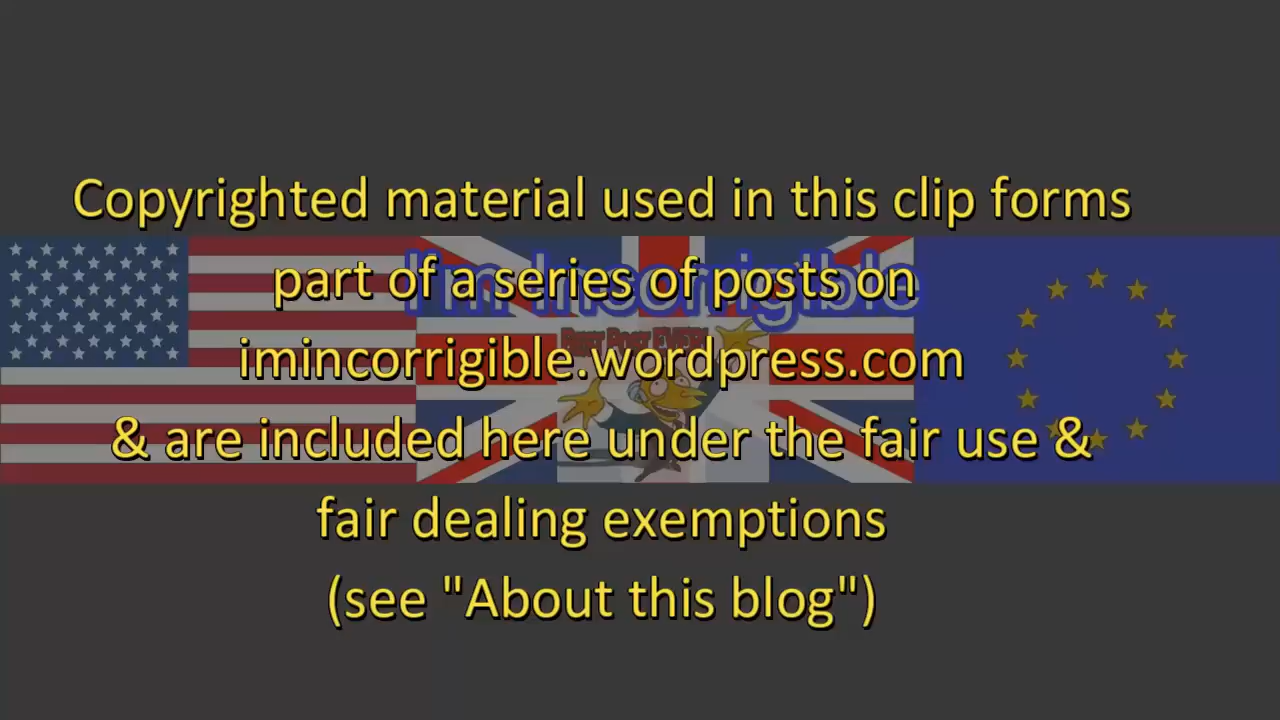 Copyrighted material used in this clip forms
part of a series of posts on
I'm Incorrigible
imincorrigible.wordpress.com
& are included here under the fair use &
fair dealing exemptions
(see "About this blog")